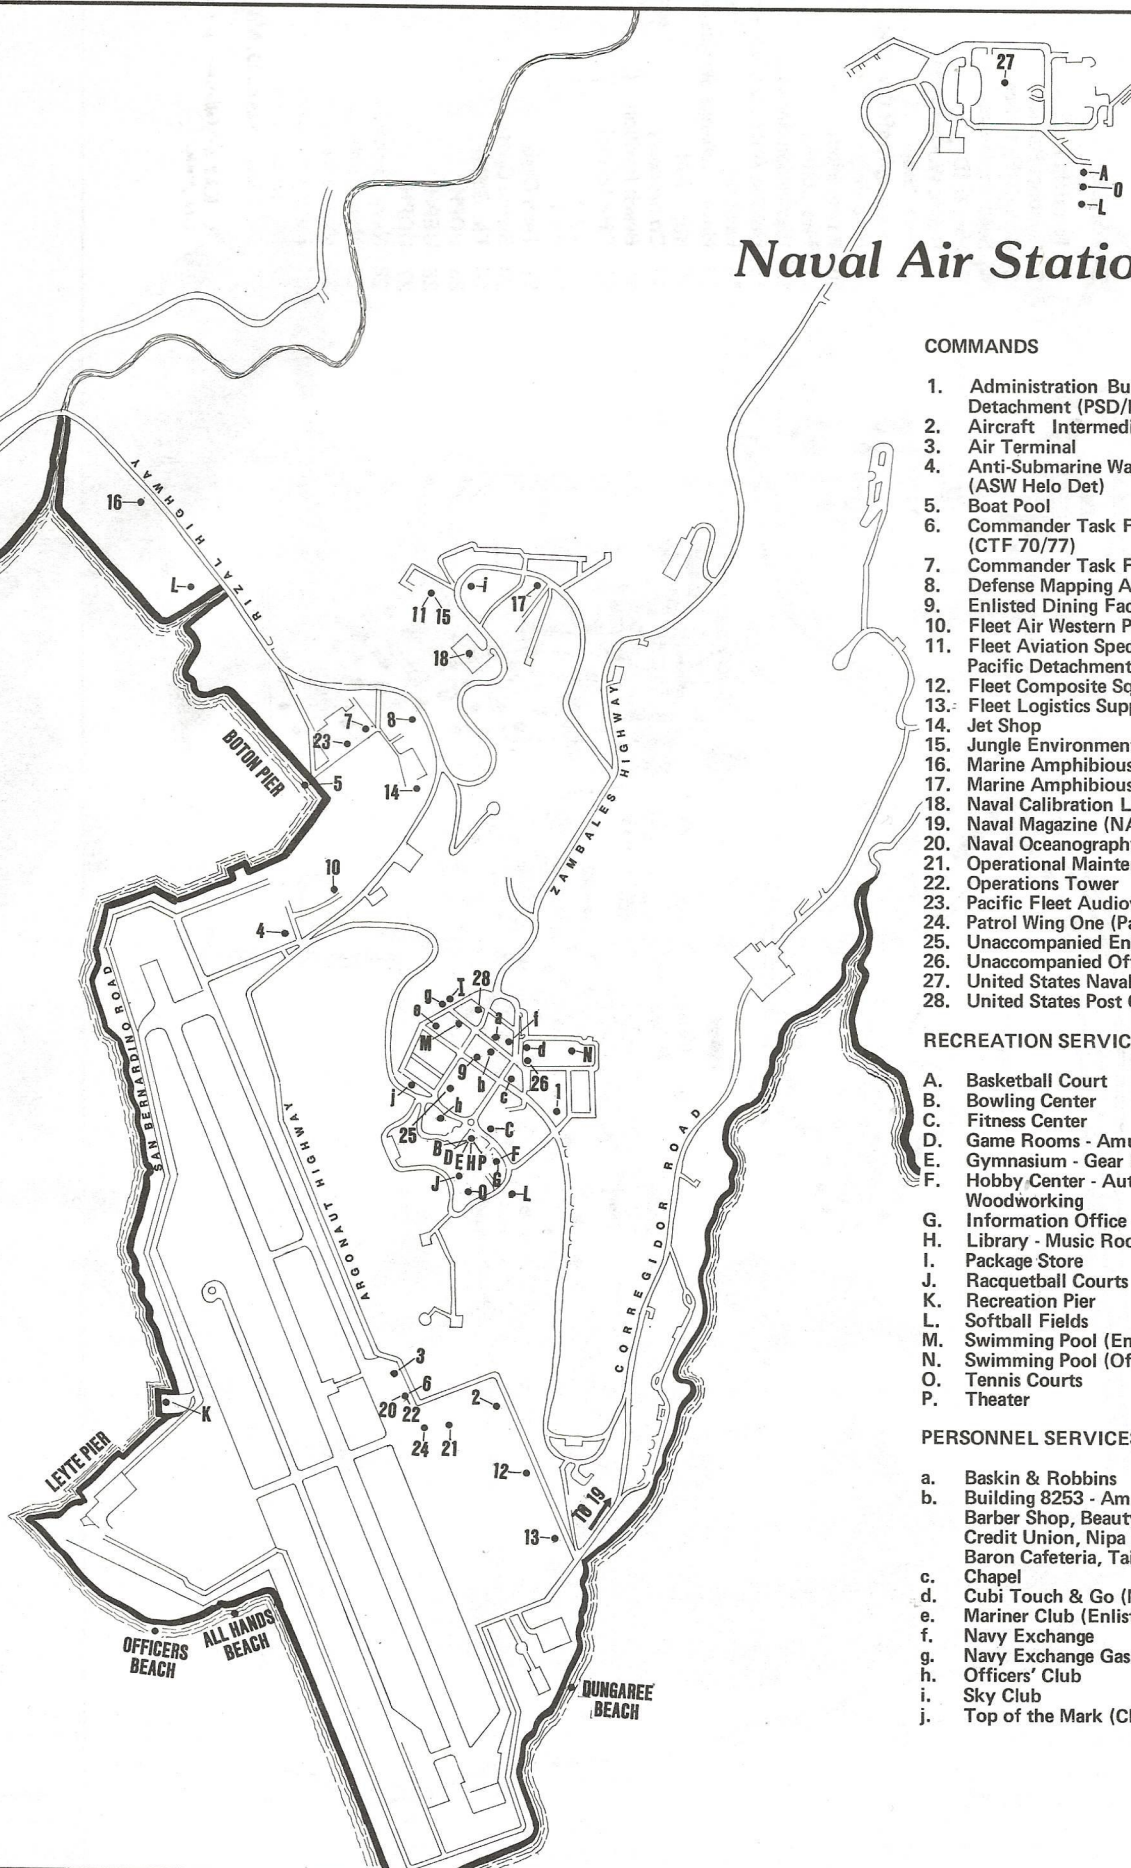 27
A
O
L
Naval Air Statio
COMMANDS
1. Administration Bu
Detachment (PSD/
2. Aircraft Intermedi
3. Air Terminal
4. Anti-Submarine Wa
(ASW Helo Det)
5. Boat Pool
6. Commander Task F
(CTF 70/77)
7. Commander Task F
8. Defense Mapping A
9. Enlisted Dining Fac
10. Fleet Air Western P
11. Fleet Aviation Spec
Pacific Detachment
12. Fleet Composite Sq
13. Fleet Logistics Supp
14. Jet Shop
15. Jungle Environment
16. Marine Amphibious
17. Marine Amphibious
18. Naval Calibration L
19. Naval Magazine (NA
20. Naval Oceanograph
21. Operational Mainte
22. Operations Tower
23. Pacific Fleet Audiov
24. Patrol Wing One (Pa
25. Unaccompanied En
26. Unaccompanied Of
27. United States Naval
28. United States Post
RECREATION SERVIC
A. Basketball Court
B. Bowling Center
C. Fitness Center
D. Game Rooms - Amu
E. Gymnasium - Gear
F. Hobby Center - Aut
Woodworking
G. Information Office
H. Library - Music Roo
I. Package Store
J. Racquetball Courts
K. Recreation Pier
L. Softball Fields
M. Swimming Pool (En
N. Swimming Pool (Of
O. Tennis Courts
P. Theater
PERSONNEL SERVICES
a. Baskin & Robbins
b. Building 8253 - Am
Barber Shop, Beaut
Credit Union, Nipa
Baron Cafeteria, Tai
c. Chapel
d. Cubi Touch & Go (
e. Mariner Club (Enlis
f. Navy Exchange
g. Navy Exchange Gas
h. Officers' Club
i. Sky Club
j. Top of the Mark (C
RIZAL HIGHWAY
16
L
11 15
i
17
18
7
8
23
BOTON PIER
5
14
ZAMBALES HIGHWAY
10
4
SAN BERNARDINO ROAD
g I 28
e
M
a
f
d
N
9
b
26
j
c
1
25
h
C
B
D E H P
F
G
J
O
L
ARGONAUT HIGHWAY
CORREGIDOR ROAD
3
6
20 22
2
24 21
K
LEYTE PIER
12
TO 19
13
OFFICERS
BEACH
ALL HANDS
BEACH
DUNGAREE
BEACH